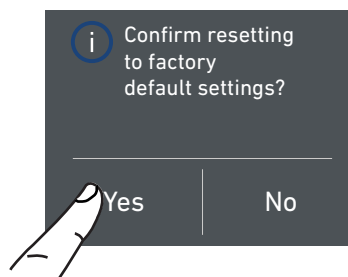 i
Confirm resetting
to factory
default settings?
Yes
No